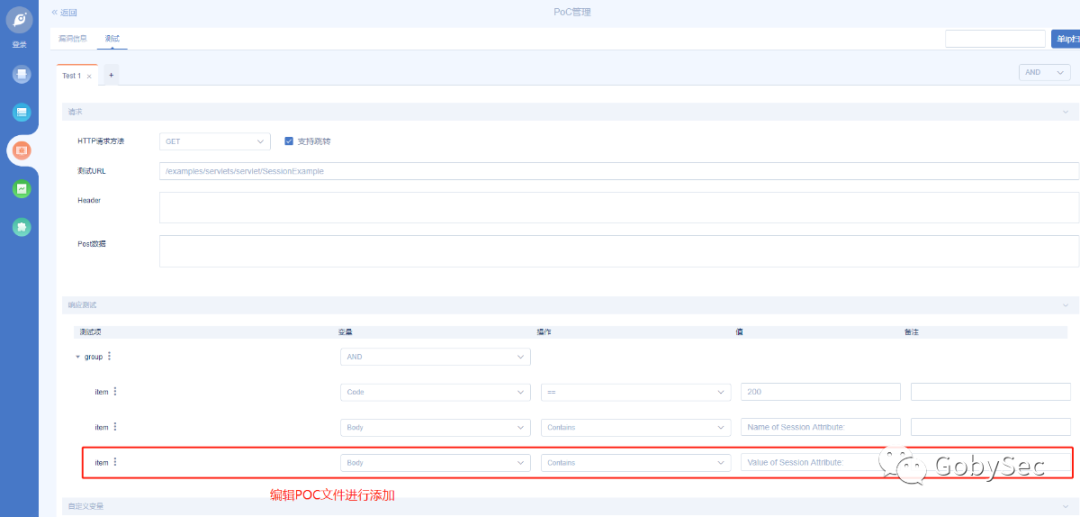 « 返回
PoC管理
登录
漏洞信息 测试
单ip扫
Test 1 × +
AND
请求
HTTP请求方法 GET 支持跳转
测试URL /examples/servlets/servlet/SessionExample
Header
Post数据
响应测试
测试项 变量 操作 值 备注
group AND
item Code == 200
item Body Contains Name of Session Attribute:
item Body Contains Value of Session Attribute:
GobySec
编辑POC文件进行添加
自定义变量